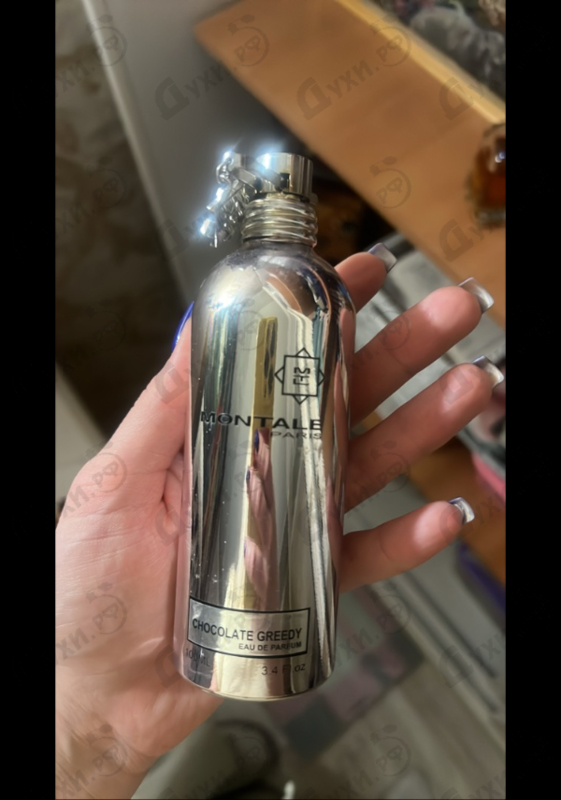 MONTALE
PARIS
CHOCOLATE GREEDY
EAU DE PARFUM
3.4 Fl oz
Духи.рф